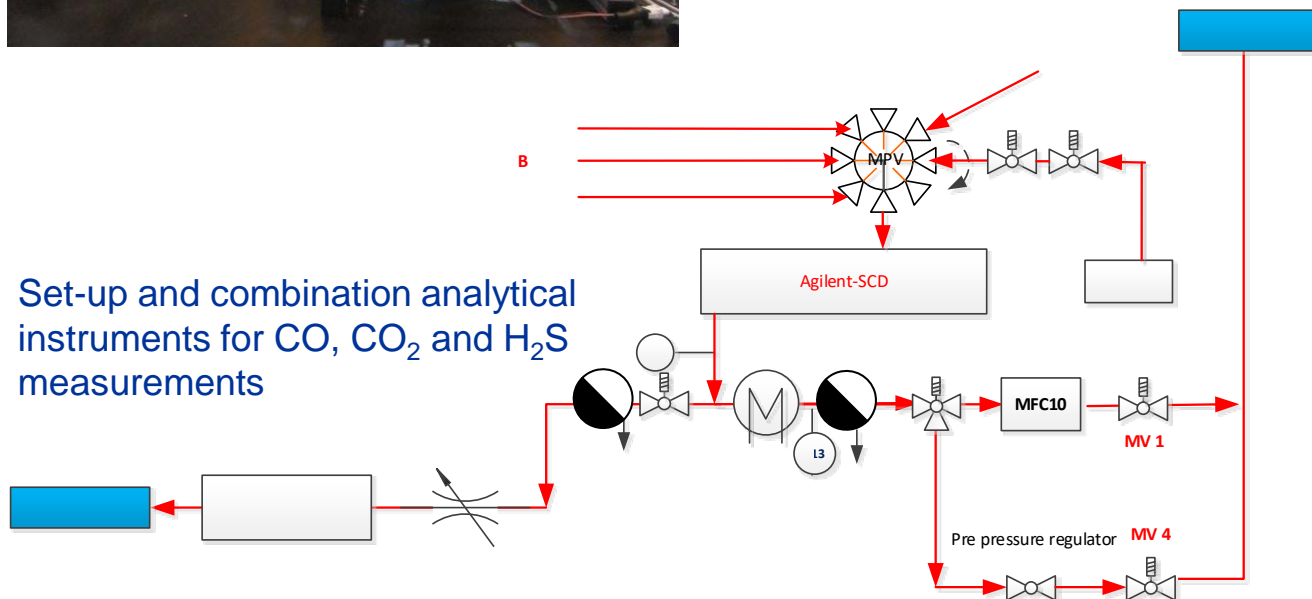 MPV
B
Agilent-SCD
Set-up and combination analytical
instruments for CO, CO₂ and H₂S
measurements
MFC10
13
MV 1
Pre pressure regulator
MV 4